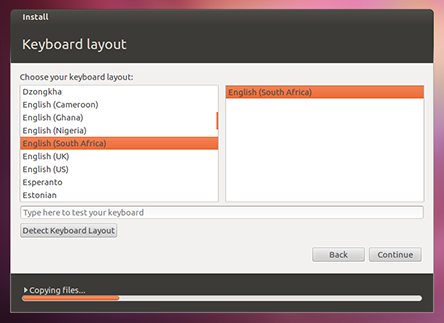 Install
Keyboard layout
Choose your keyboard layout:
Dzongkha
English (Cameroon)
English (Ghana)
English (Nigeria)
English (South Africa)
English (UK)
English (US)
Esperanto
Estonian
English (South Africa)
Type here to test your keyboard
Detect Keyboard Layout
Back
Continue
Copying files...